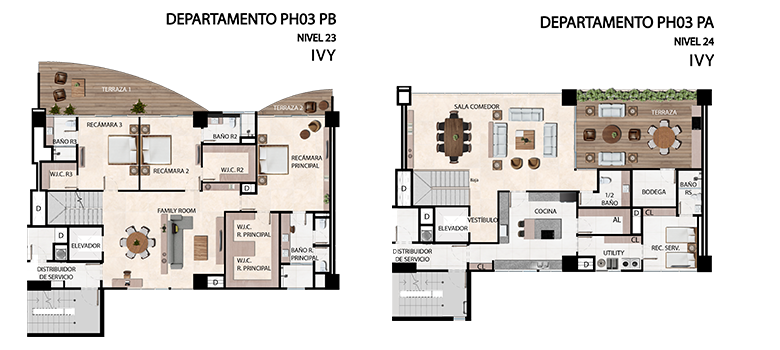 DEPARTAMENTO PH03 PB
NIVEL 23
IVY
TERRAZA 1
TERRAZA 2
RECÁMARA 3
BAÑO R2
BAÑO R3
RECÁMARA 2
W.I.C. R3
W.I.C. R2
RECÁMARA
PRINCIPAL
D
D
FAMILY ROOM
W.I.C.
R. PRINCIPAL
ELEVADOR
D
BAÑO R.
PRINCIPAL
W.I.C.
R. PRINCIPAL
DISTRIBUIDOR
DE SERVICIO
D
DEPARTAMENTO PH03 PA
NIVEL 24
IVY
SALA COMEDOR
TERRAZA
Baja
D
1/2
BAÑO
BODEGA
BAÑO
RS
VESTÍBULO
COCINA
D
CL
AL
D
ELEVADOR
CL
REC. SERV.
DISTRIBUIDOR
DE SERVICIO
UTILITY
CL